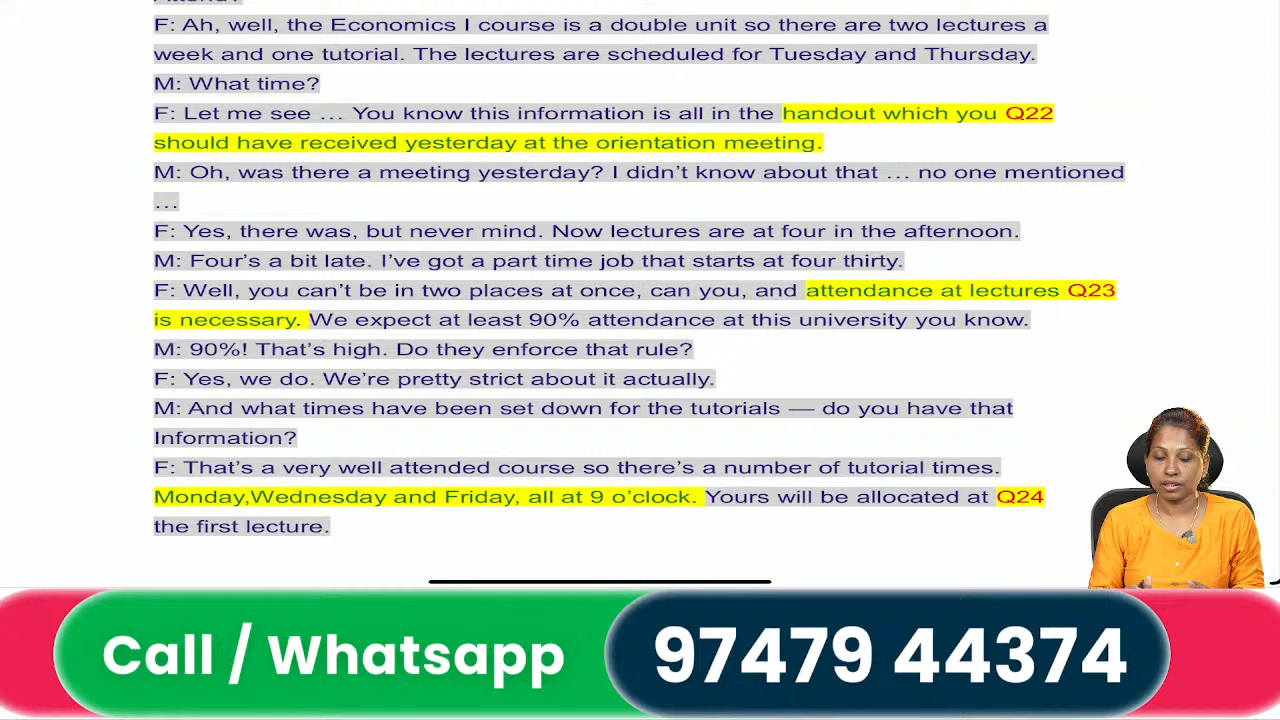 F: Ah, well, the Economics I course is a double unit so there are two lectures a
week and one tutorial. The lectures are scheduled for Tuesday and Thursday.
M: What time?
F: Let me see … You know this information is all in the handout which you Q22
should have received yesterday at the orientation meeting.
M: Oh, was there a meeting yesterday? I didn’t know about that … no one mentioned
…
F: Yes, there was, but never mind. Now lectures are at four in the afternoon.
M: Four’s a bit late. I’ve got a part time job that starts at four thirty.
F: Well, you can’t be in two places at once, can you, and attendance at lectures Q23
is necessary. We expect at least 90% attendance at this university you know.
M: 90%! That’s high. Do they enforce that rule?
F: Yes, we do. We’re pretty strict about it actually.
M: And what times have been set down for the tutorials — do you have that
Information?
F: That’s a very well attended course so there’s a number of tutorial times.
Monday,Wednesday and Friday, all at 9 o’clock. Yours will be allocated at Q24
the first lecture.
Call / Whatsapp 97479 44374